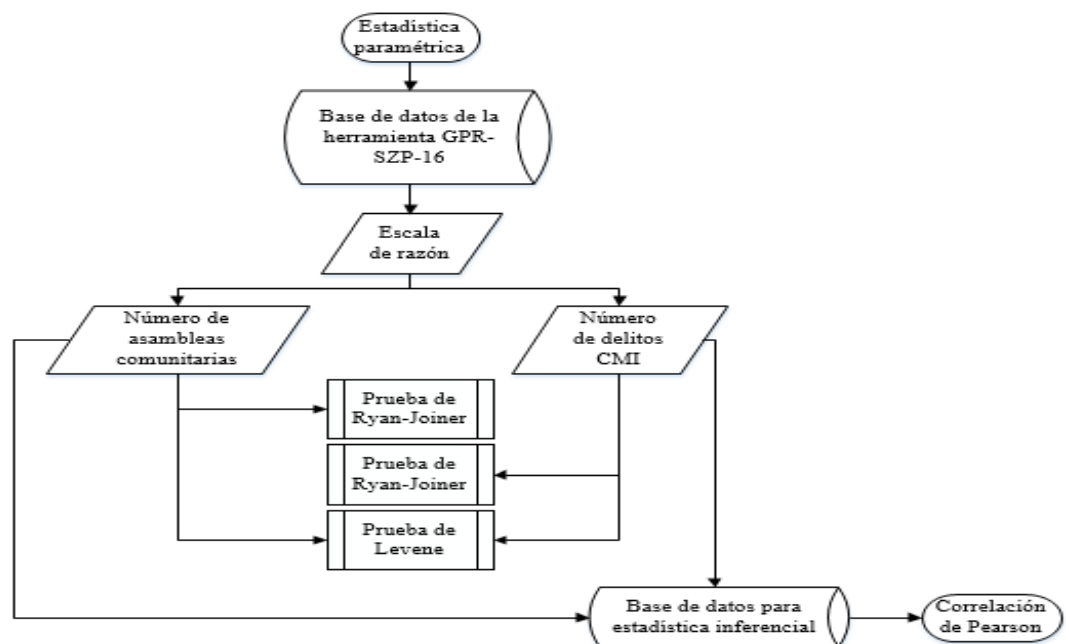 Estadística
paramétrica
Base de datos de la
herramienta GPR-
SZP-16
Escala
de razón
Número de
asambleas
comunitarias
Número
de delitos
CMI
Prueba de
Ryan-Joiner
Prueba de
Ryan-Joiner
Prueba de
Levene
Base de datos para
estadística inferencial
Correlación
de Pearson